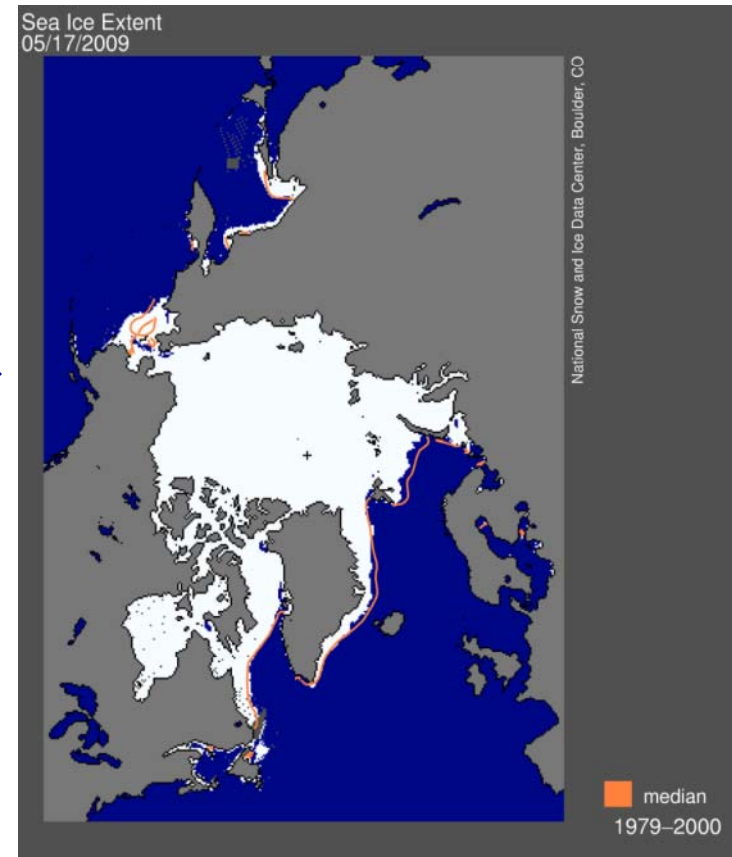 Sea Ice Extent
05/17/2009
National Snow and Ice Data Center, Boulder, CO
median
1979–2000